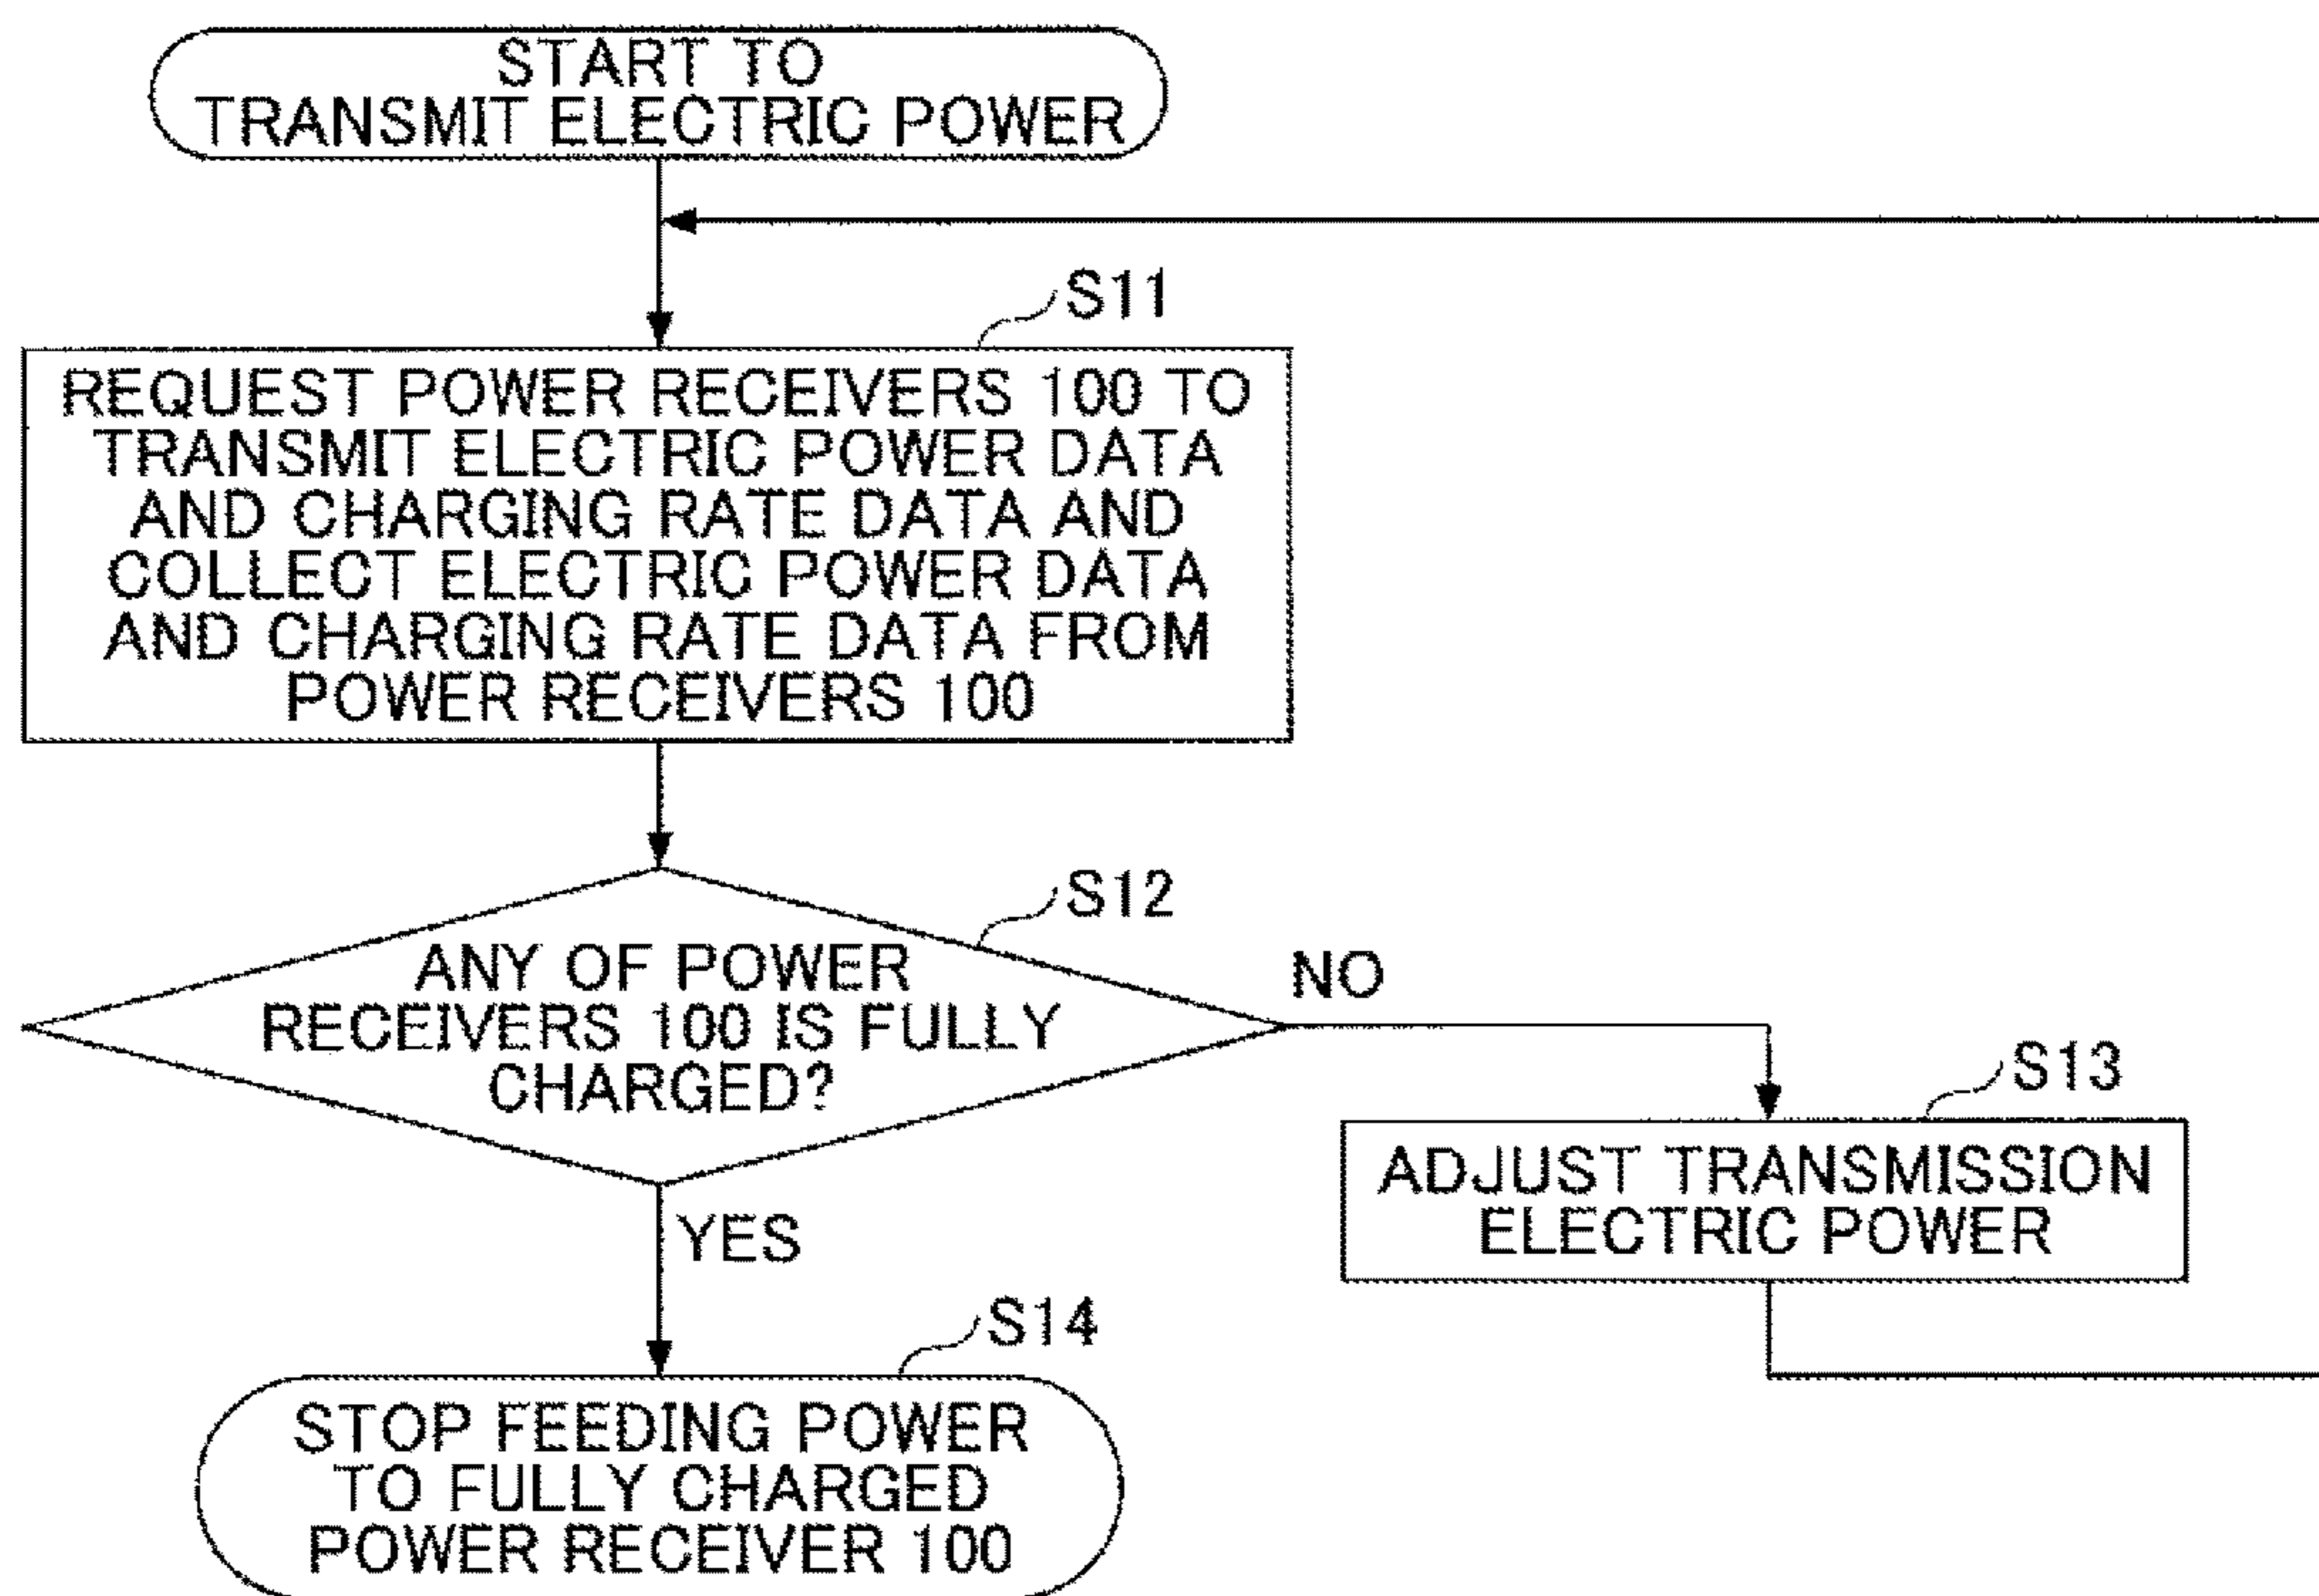 START TO
TRANSMIT ELECTRIC POWER
S11
REQUEST POWER RECEIVERS 100 TO
TRANSMIT ELECTRIC POWER DATA
AND CHARGING RATE DATA AND
COLLECT ELECTRIC POWER DATA
AND CHARGING RATE DATA FROM
POWER RECEIVERS 100
S12
ANY OF POWER
RECEIVERS 100 IS FULLY
CHARGED?
NO
S13
ADJUST TRANSMISSION
ELECTRIC POWER
YES
S14
STOP FEEDING POWER
TO FULLY CHARGED
POWER RECEIVER 100